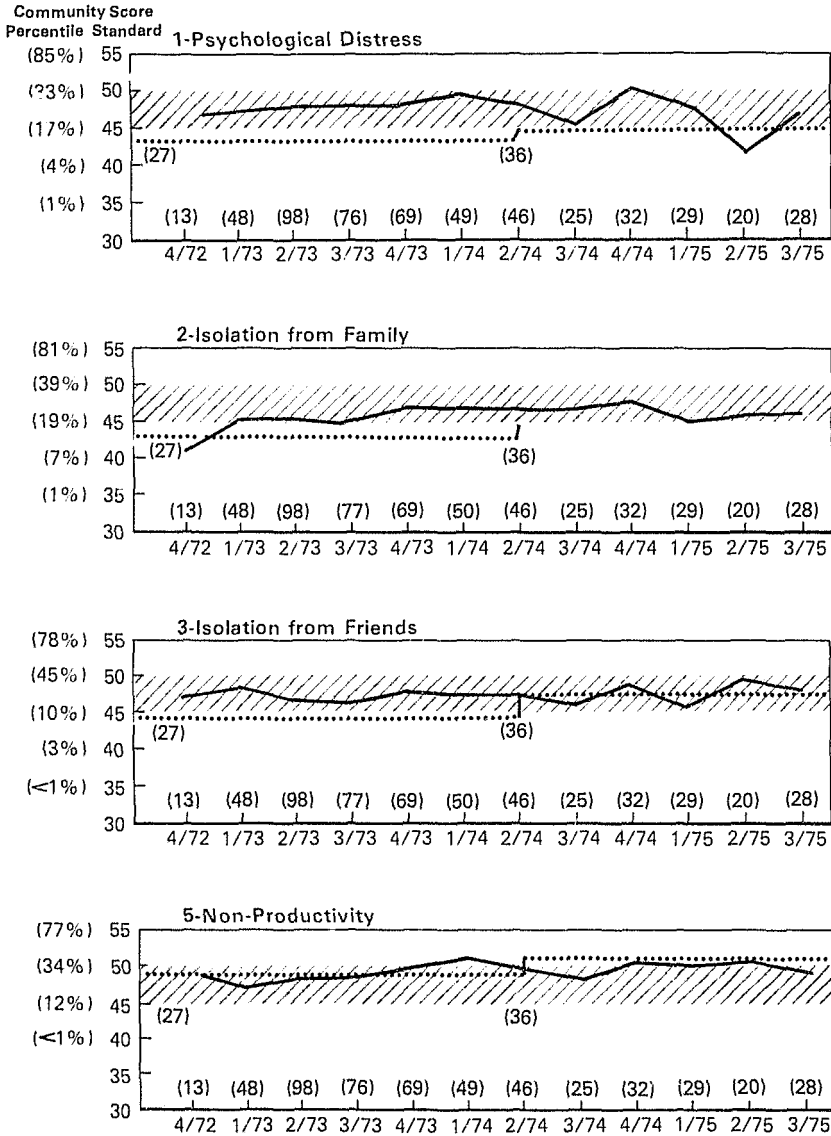 Community Score
Percentile Standard
1-Psychological Distress
(85%) 55
50
(17%) 45
(27) (36)
(4%) 40
(1%) 35
(13) (48) (98) (76) (69) (49) (46) (25) (32) (29) (20) (28)
30
4/72 1/73 2/73 3/73 4/73 1/74 2/74 3/74 4/74 1/75 2/75 3/75
2-Isolation from Family
(81%) 55
(39%) 50
(19%) 45
(27) (36)
(7%) 40
(1%) 35
(13) (48) (98) (77) (69) (50) (46) (25) (32) (29) (20) (28)
30
4/72 1/73 2/73 3/73 4/73 1/74 2/74 3/74 4/74 1/75 2/75 3/75
3-Isolation from Friends
(78%) 55
(45%) 50
(10%) 45
(27) (36)
(3%) 40
(<1%) 35
(13) (48) (98) (77) (69) (50) (46) (25) (32) (29) (20) (28)
30
4/72 1/73 2/73 3/73 4/73 1/74 2/74 3/74 4/74 1/75 2/75 3/75
5-Non-Productivity
(77%) 55
(34%) 50
(12%) 45
(27) (36)
(<1%) 40
35
(13) (48) (98) (76) (69) (49) (46) (25) (32) (29) (20) (28)
30
4/72 1/73 2/73 3/73 4/73 1/74 2/74 3/74 4/74 1/75 2/75 3/75